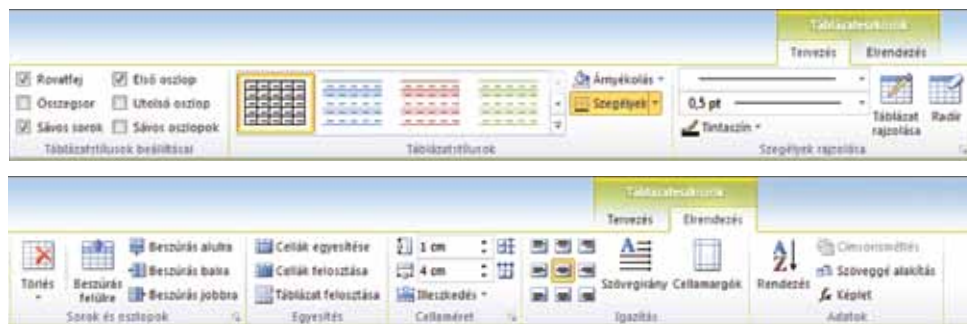 Táblázateszközök
Tervezés Elrendezés
Rovatfej Első oszlop Árnyékolás
Összegsor Utolsó oszlop Szegélyek 0,5 pt
Sávos sorok Sávos oszlopok Tintaszín Táblázat rajzolása Radír
Táblázatstílusok beállításai Táblázatstílusok Szegélyek rajzolása
Táblázateszközök
Tervezés Elrendezés
Beszúrás alulra Cellák egyesítése 1 cm Címsorismétlés
Törlés Beszúrás felülre Beszúrás balra Cellák felosztása 4 cm Szövegirány Cellamargók Rendezés Szöveggé alakítás
Beszúrás jobbra Táblázat felosztása Illeszkedés Képlet
Sorok és oszlopok Egyesítés Cellaméret Igazítás Adatok